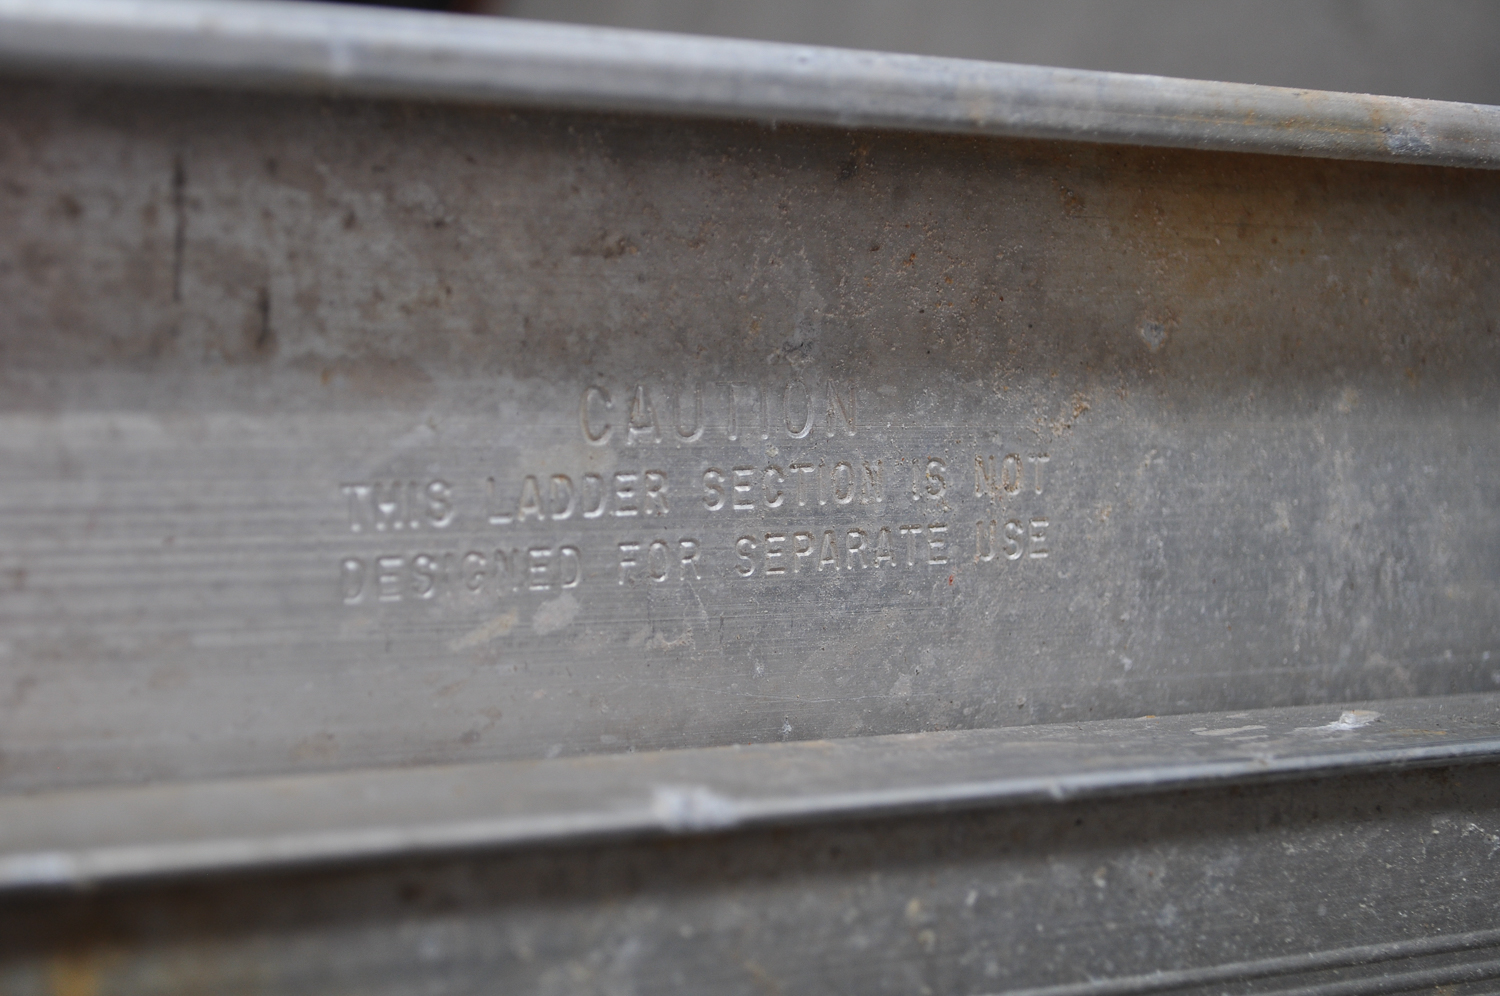 CAUTION
THIS LADDER SECTION IS NOT
DESIGNED FOR SEPARATE USE